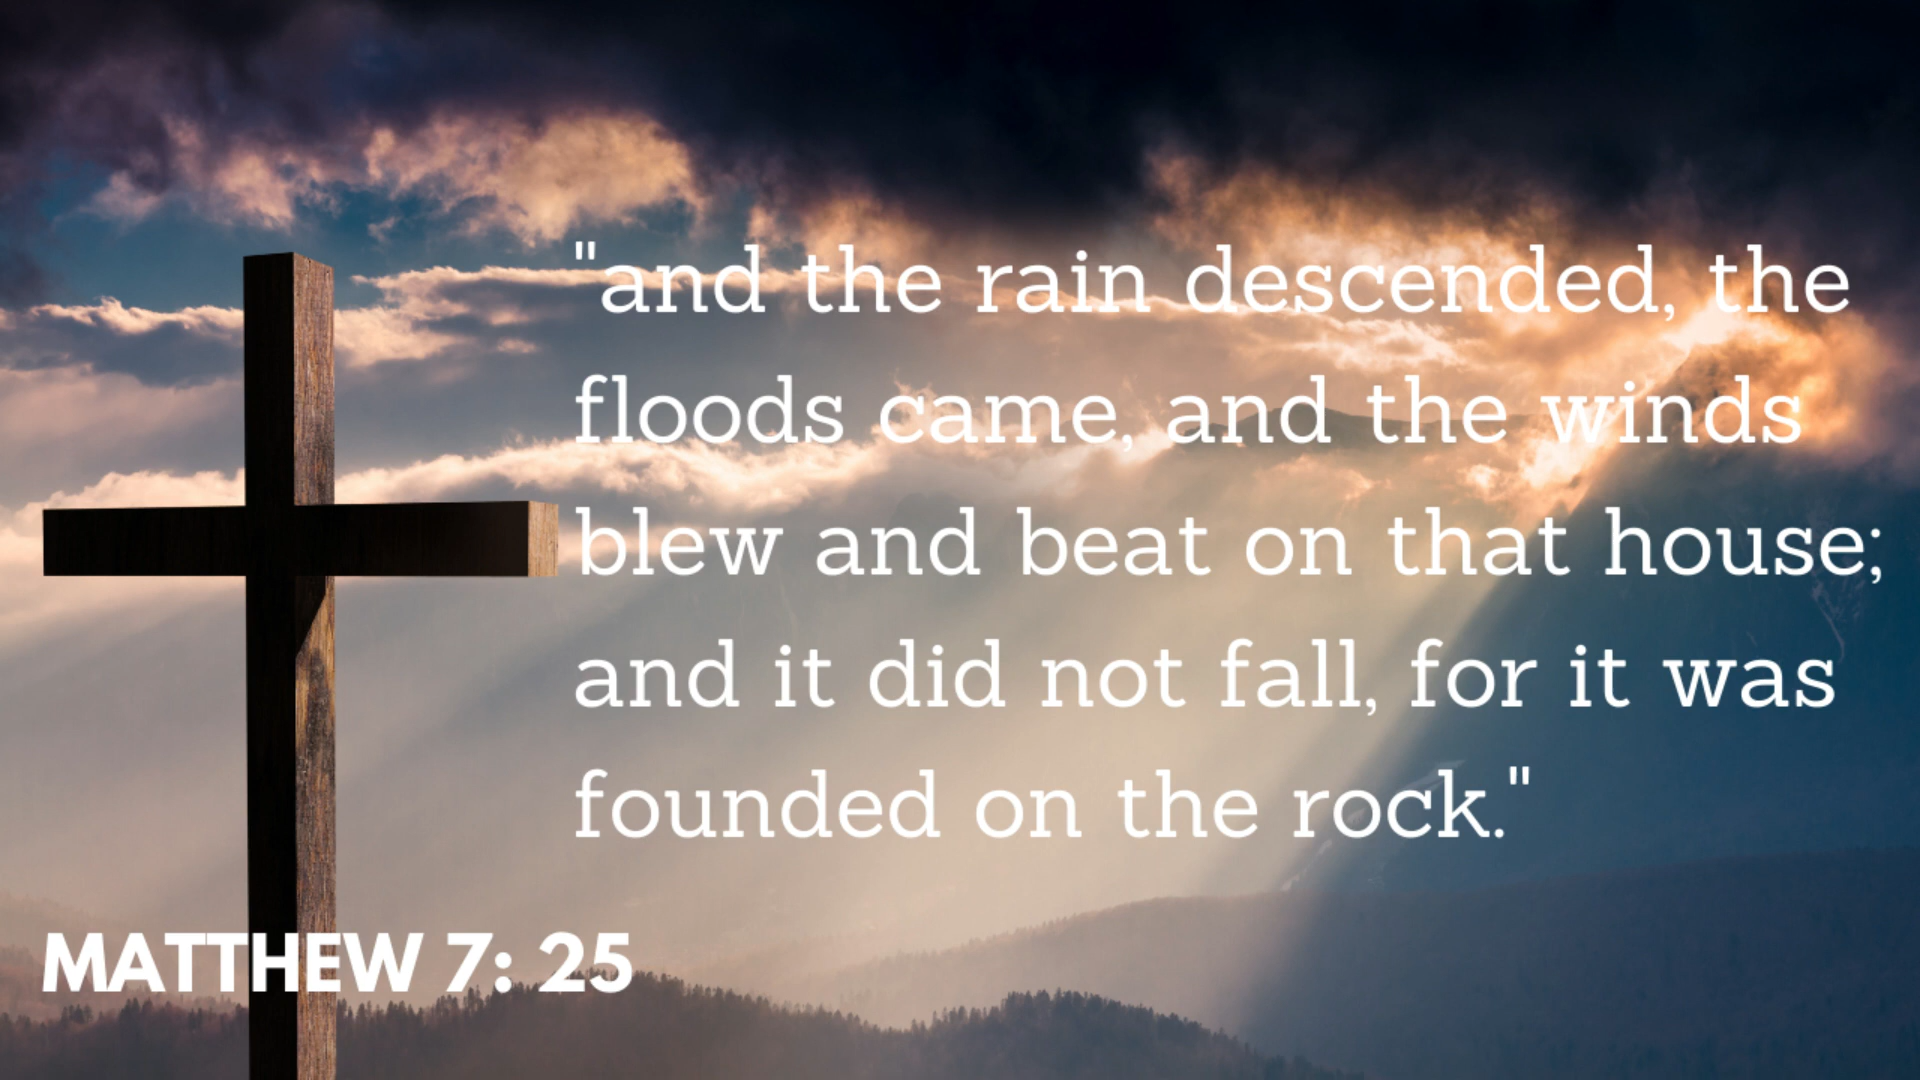 "and the rain descended, the
floods came, and the winds
blew and beat on that house;
and it did not fall, for it was
founded on the rock."
MATTHEW 7: 25